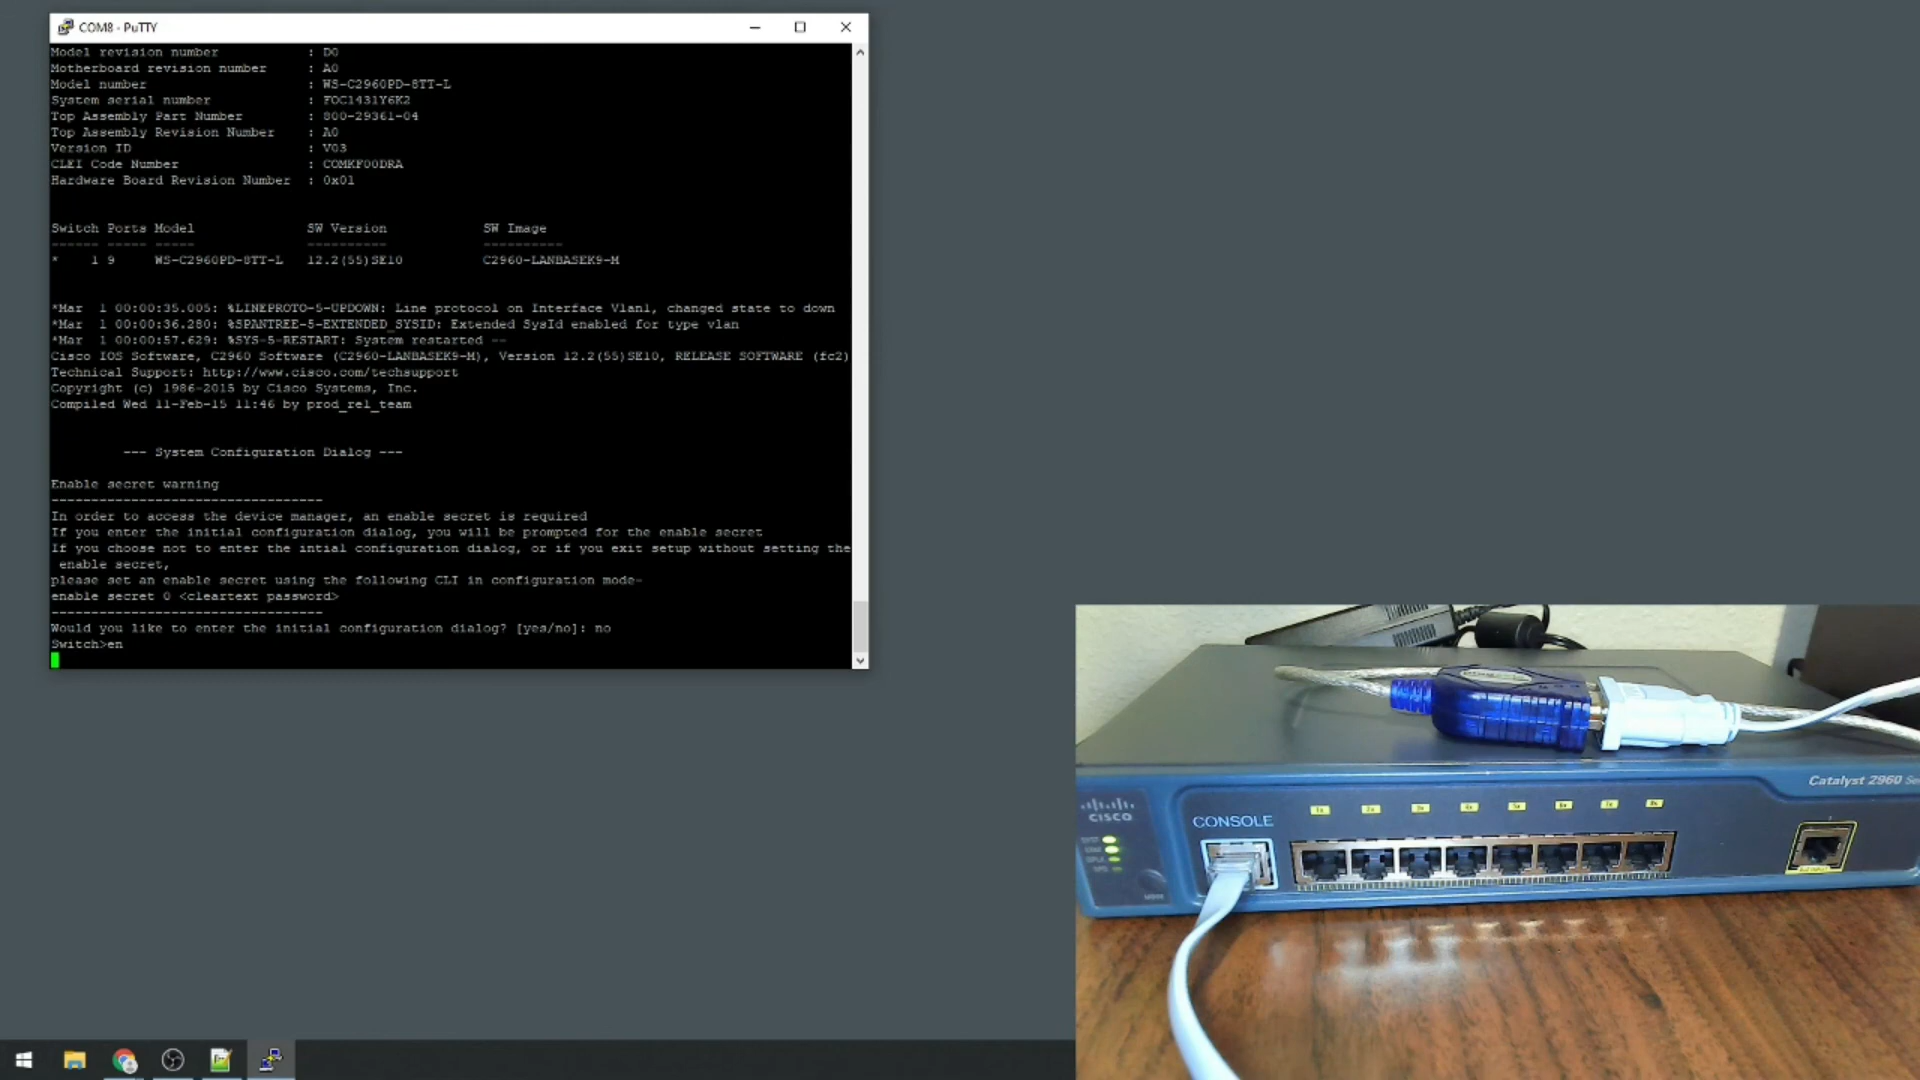 COM8 - PuTTY
Model revision number : D0
Motherboard revision number : A0
Model number : WS-C2960PD-8TT-L
System serial number : FOC1431Y6K2
Top Assembly Part Number : 800-29361-04
Top Assembly Revision Number : A0
Version ID : V03
CLEI Code Number : COMKF00DRA
Hardware Board Revision Number : 0x01
Switch Ports Model SW Version SW Image
------ ----- ----- ---------- ----------
* 1 9 WS-C2960PD-8TT-L 12.2(55)SE10 C2960-LANBASEK9-M
*Mar 1 00:00:35.005: %LINEPROTO-5-UPDOWN: Line protocol on Interface Vlan1, changed state to down
*Mar 1 00:00:36.280: %SPANTREE-5-EXTENDED_SYSID: Extended SysId enabled for type vlan
*Mar 1 00:00:57.629: %SYS-5-RESTART: System restarted --
Cisco IOS Software, C2960 Software (C2960-LANBASEK9-M), Version 12.2(55)SE10, RELEASE SOFTWARE (fc2)
Technical Support: http://www.cisco.com/techsupport
Copyright (c) 1986-2015 by Cisco Systems, Inc.
Compiled Wed 11-Feb-15 11:46 by prod_rel_team
--- System Configuration Dialog ---
Enable secret warning
----------------------------------
In order to access the device manager, an enable secret is required
If you enter the initial configuration dialog, you will be prompted for the enable secret
If you choose not to enter the intial configuration dialog, or if you exit setup without setting the
enable secret,
please set an enable secret using the following CLI in configuration mode-
enable secret 0 <cleartext password>
----------------------------------
Would you like to enter the initial configuration dialog? [yes/no]: no
Switch>en
Catalyst 2960
CISCO
CONSOLE
1x 2x 3x 4x 5x 6x 7x 8x